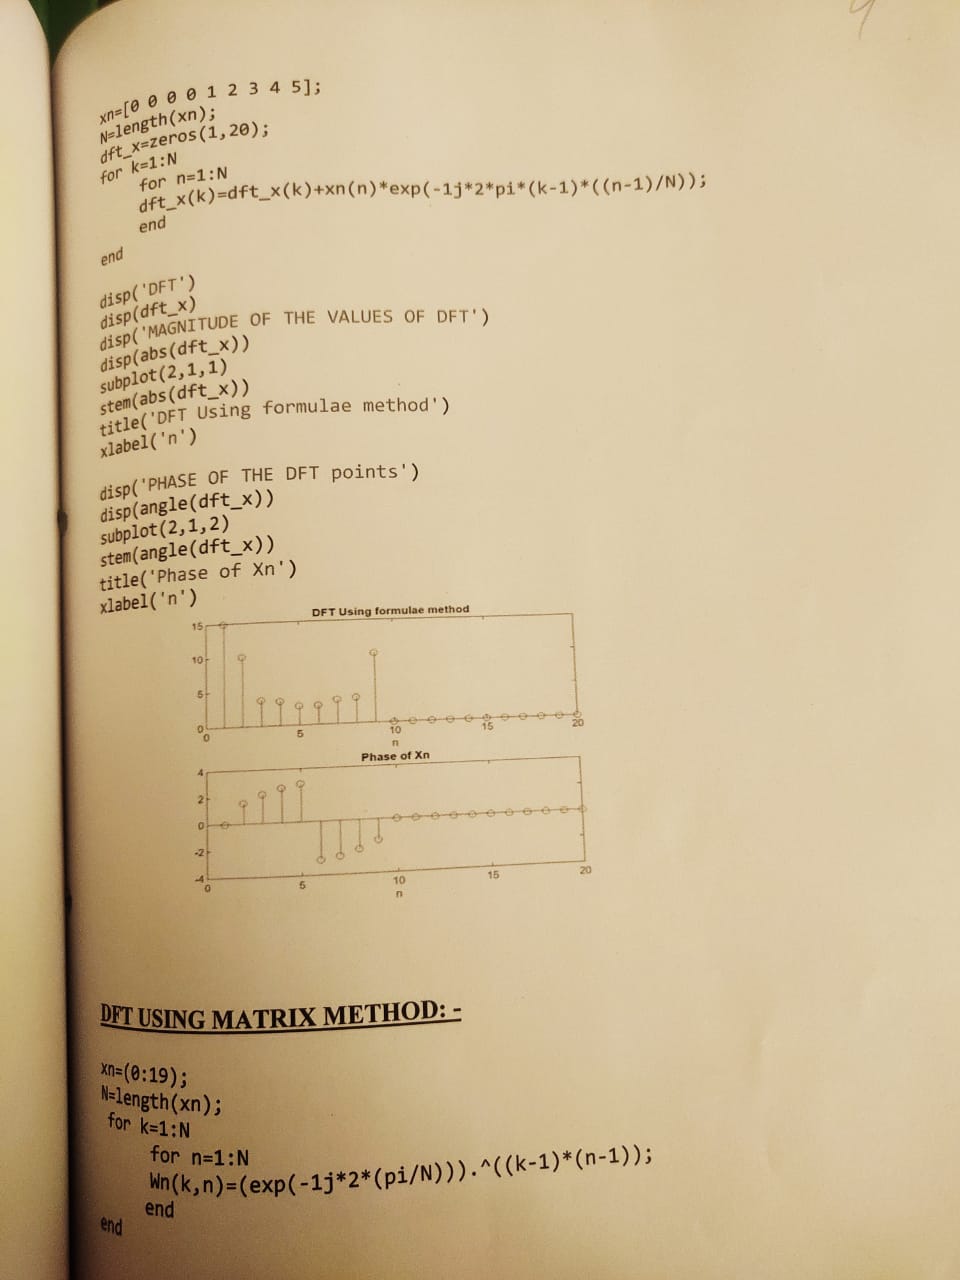 xn=[0 0 0 0 1 2 3 4 5];
N=length(xn);
dft_x=zeros(1,20);
for k=1:N
for n=1:N
dft_x(k)=dft_x(k)+xn(n)*exp(-1j*2*pi*(k-1)*((n-1)/N));
end
end
disp('DFT')
disp(dft_x)
disp('MAGNITUDE OF THE VALUES OF DFT')
disp(abs(dft_x))
subplot(2,1,1)
stem(abs(dft_x))
title('DFT Using formulae method')
xlabel('n')
disp('PHASE OF THE DFT points')
disp(angle(dft_x))
subplot(2,1,2)
stem(angle(dft_x))
title('Phase of Xn')
xlabel('n')
DFT Using formulae method
15
10
5
0
0 5 10 15 20
n
Phase of Xn
4
2
0
-2
-4
0 5 10 15 20
n
DFT USING MATRIX METHOD: -
xn=(0:19);
N=length(xn);
for k=1:N
for n=1:N
Wn(k,n)=(exp(-1j*2*(pi/N))).^((k-1)*(n-1));
end
end